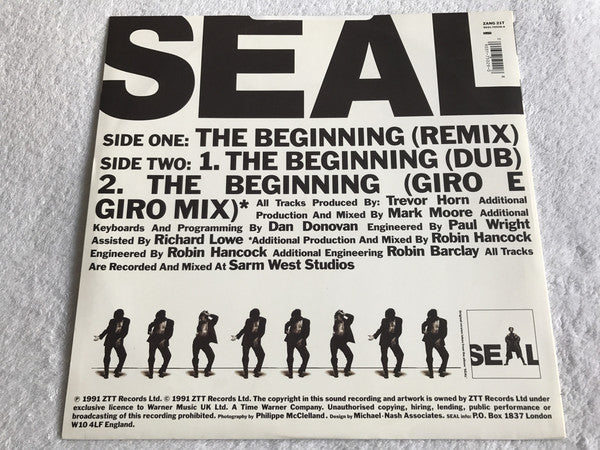 SEAL
ZANG 21T
SIDE ONE: THE BEGINNING (REMIX)
SIDE TWO: 1. THE BEGINNING (DUB)
2. THE BEGINNING (GIRO E
GIRO MIX)* All Tracks Produced By: Trevor Horn Additional
Production And Mixed By Mark Moore Additional
Keyboards And Programming By Dan Donovan Engineered By Paul Wright
Assisted By Richard Lowe *Additional Production And Mixed By Robin Hancock
Engineered By Robin Hancock Additional Engineering Robin Barclay All Tracks
Are Recorded And Mixed At Sarm West Studios
SEAL
℗ 1991 ZTT Records Ltd. © 1991 ZTT Records Ltd. The copyright in this sound recording and artwork is owned by ZTT Records Ltd under
exclusive licence to Warner Music UK Ltd. A Time Warner Company. Unauthorised copying, hiring, lending, public performance or
broadcasting of this recording prohibited. Photography by Philippe McClelland. Design by Michael-Nash Associates. SEAL info: P.O. Box 1837 London
W10 4LF England.